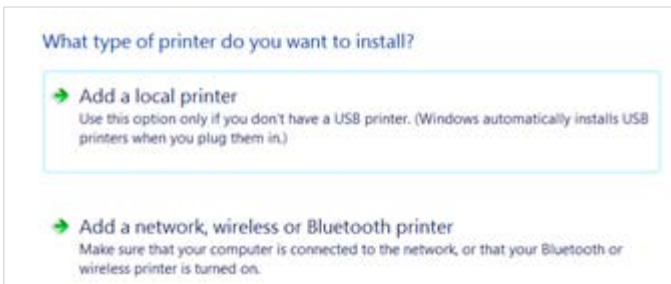 What type of printer do you want to install?
Add a local printer
Use this option only if you don't have a USB printer. (Windows automatically installs USB
printers when you plug them in.)
Add a network, wireless or Bluetooth printer
Make sure that your computer is connected to the network, or that your Bluetooth or
wireless printer is turned on.